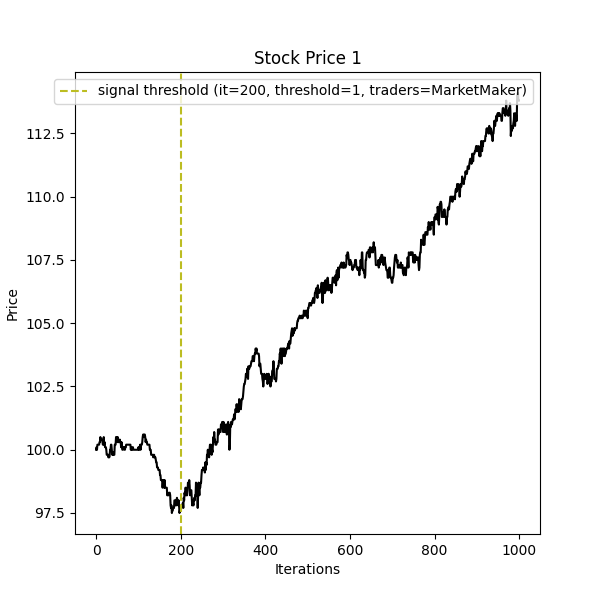 Stock Price 1
signal threshold (it=200, threshold=1, traders=MarketMaker)
112.5
110.0
107.5
105.0
102.5
100.0
97.5
Price
0 200 400 600 800 1000
Iterations